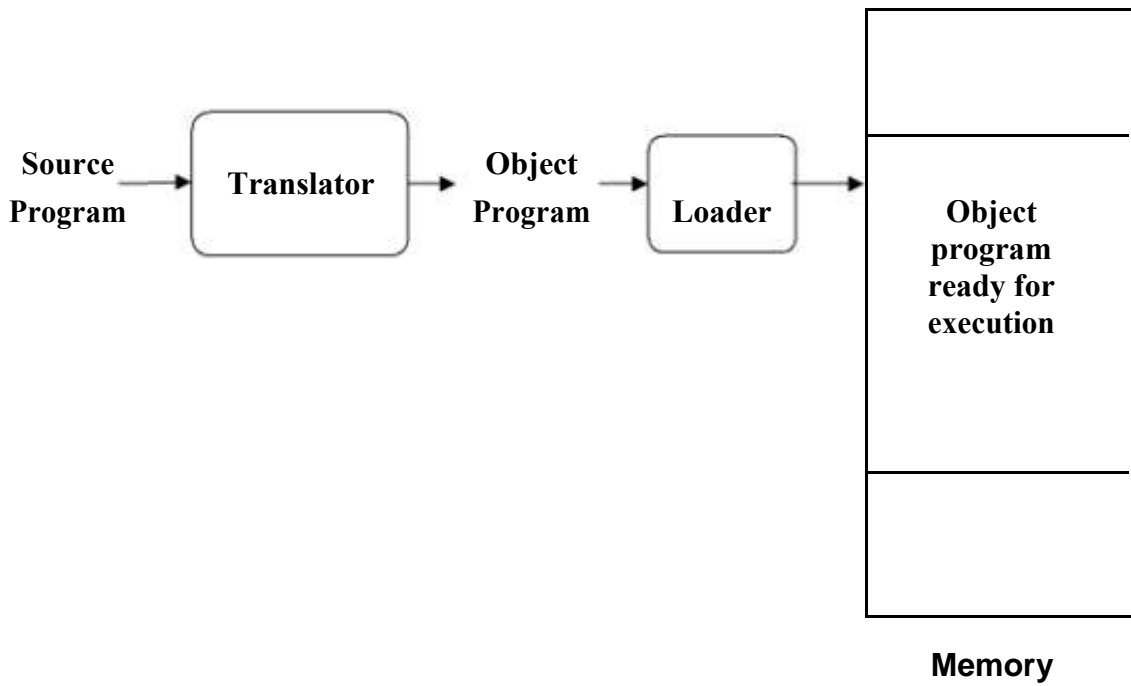 Source
Program
Translator
Object
Program
Loader
Object
program
ready for
execution
Memory